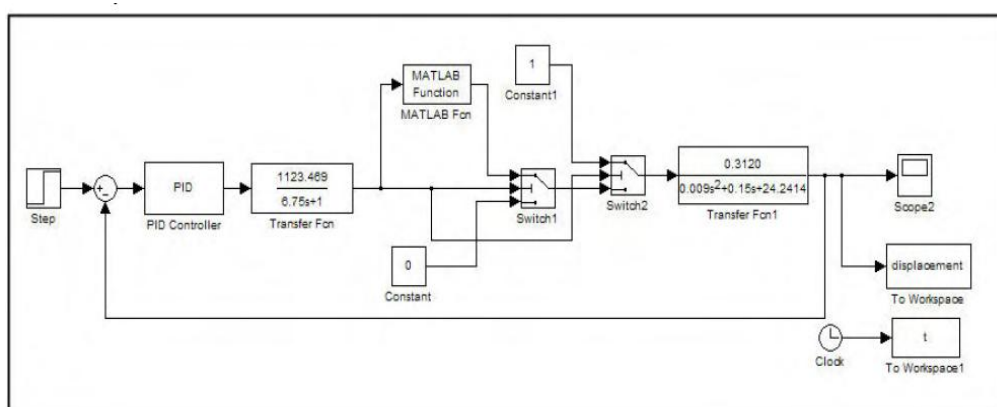 MATLAB
Function
MATLAB Fcn
1
Constant1
Step
+
−
PID
PID Controller
1123.469
6.75s+1
Transfer Fcn
0
Constant
Switch1
Switch2
0.3120
0.009s²+0.15s+24.2414
Transfer Fcn1
Scope2
displacement
To Workspace
Clock
t
To Workspace1